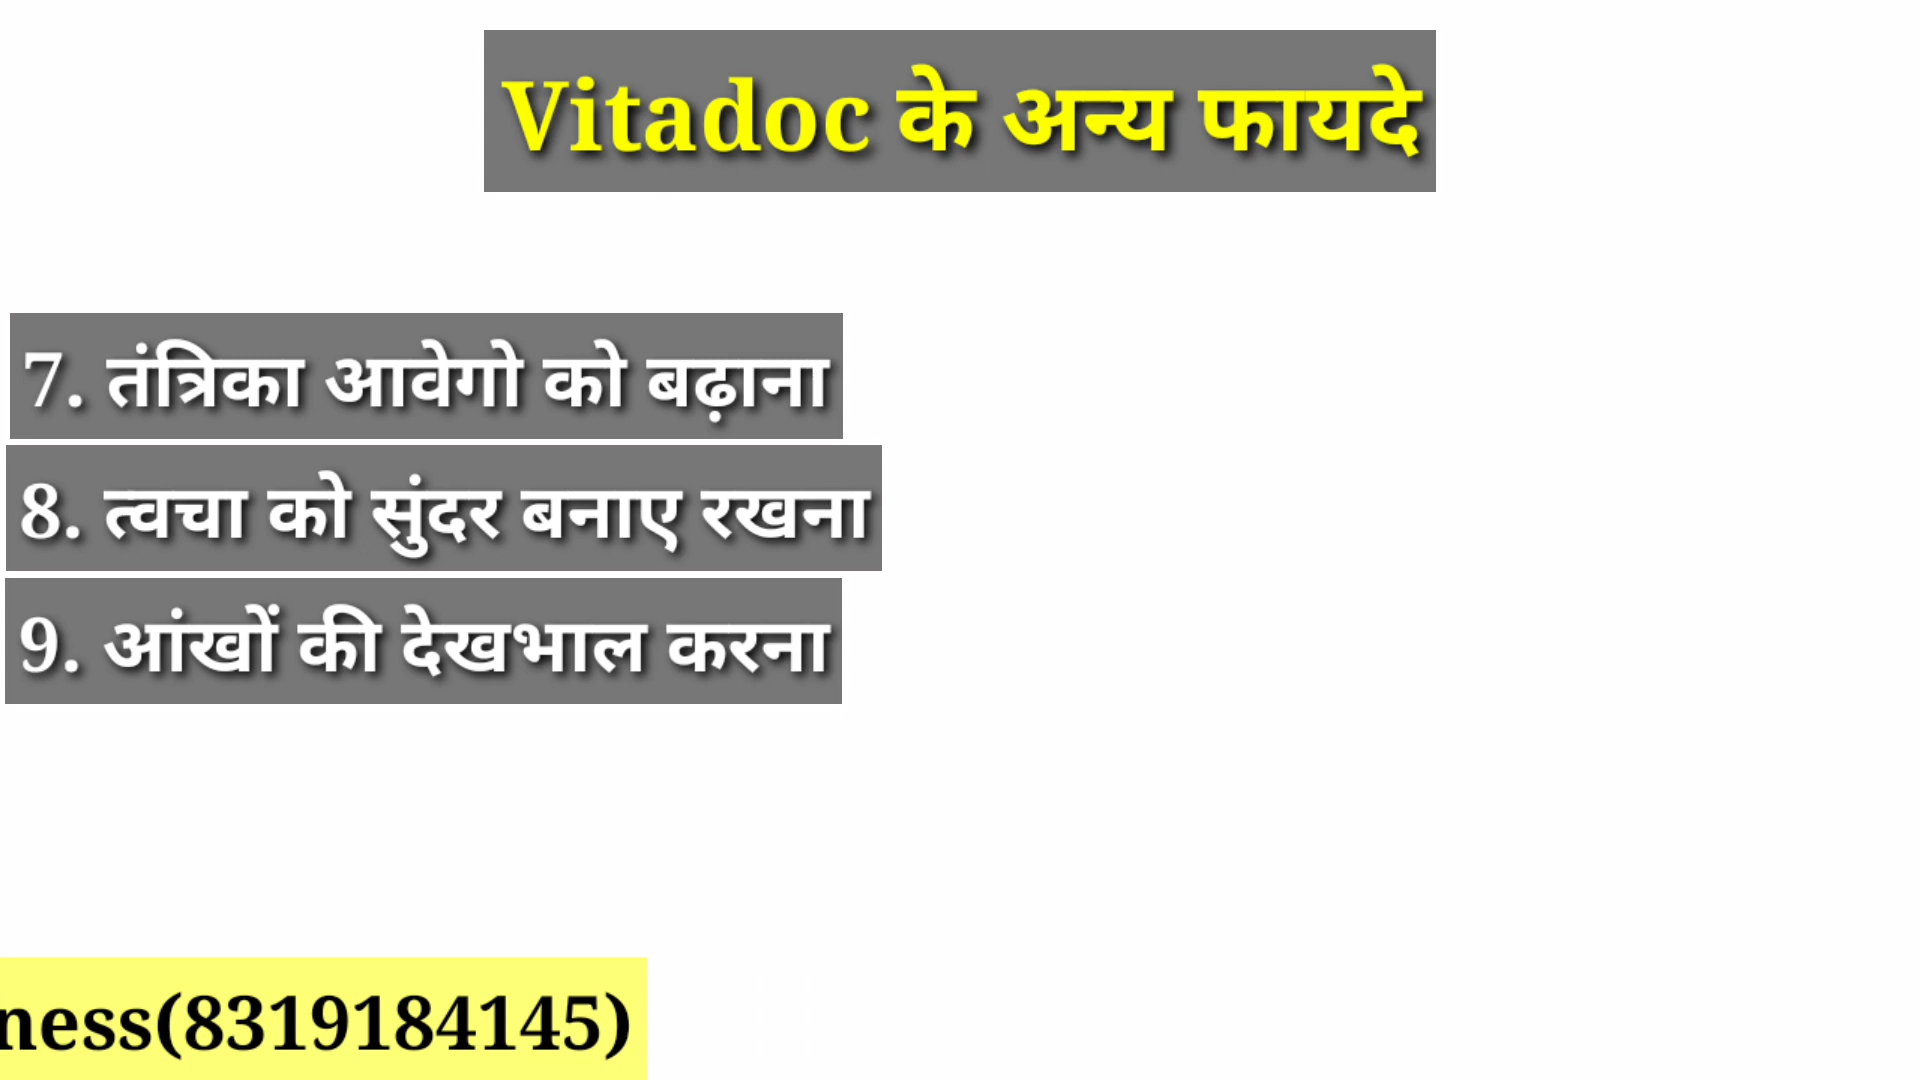 Vitadoc के अन्य फायदे
7. तंत्रिका आवेगो को बढ़ाना
8. त्वचा को सुंदर बनाए रखना
9. आंखों की देखभाल करना
ness(8319184145)